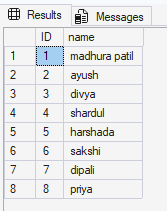 Results Messages
ID name
1 1 madhura patil
2 2 ayush
3 3 divya
4 4 shardul
5 5 harshada
6 6 sakshi
7 7 dipali
8 8 priya